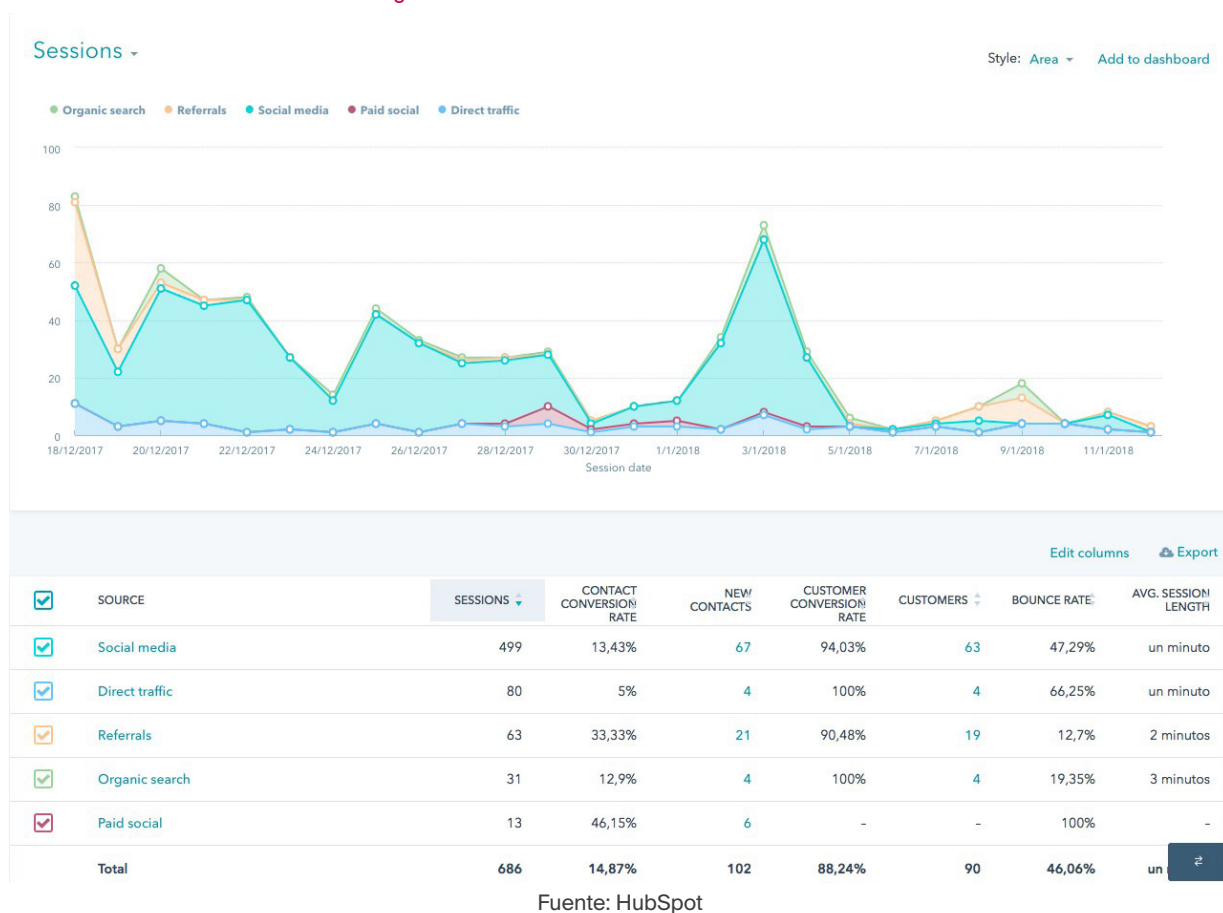 Sessions
Style: Area Add to dashboard
Organic search Referrals Social media Paid social Direct traffic
100
80
60
40
20
0
18/12/2017 20/12/2017 22/12/2017 24/12/2017 26/12/2017 28/12/2017 30/12/2017 1/1/2018 3/1/2018 5/1/2018 7/1/2018 9/1/2018 11/1/2018
Session date
Edit columns Export
SOURCE SESSIONS CONTACT CONVERSION RATE NEW CONTACTS CUSTOMER CONVERSION RATE CUSTOMERS BOUNCE RATE AVG. SESSION LENGTH
Social media 499 13,43% 67 94,03% 63 47,29% un minuto
Direct traffic 80 5% 4 100% 4 66,25% un minuto
Referrals 63 33,33% 21 90,48% 19 12,7% 2 minutos
Organic search 31 12,9% 4 100% 4 19,35% 3 minutos
Paid social 13 46,15% 6 - - 100% -
Total 686 14,87% 102 88,24% 90 46,06% un
Fuente: HubSpot